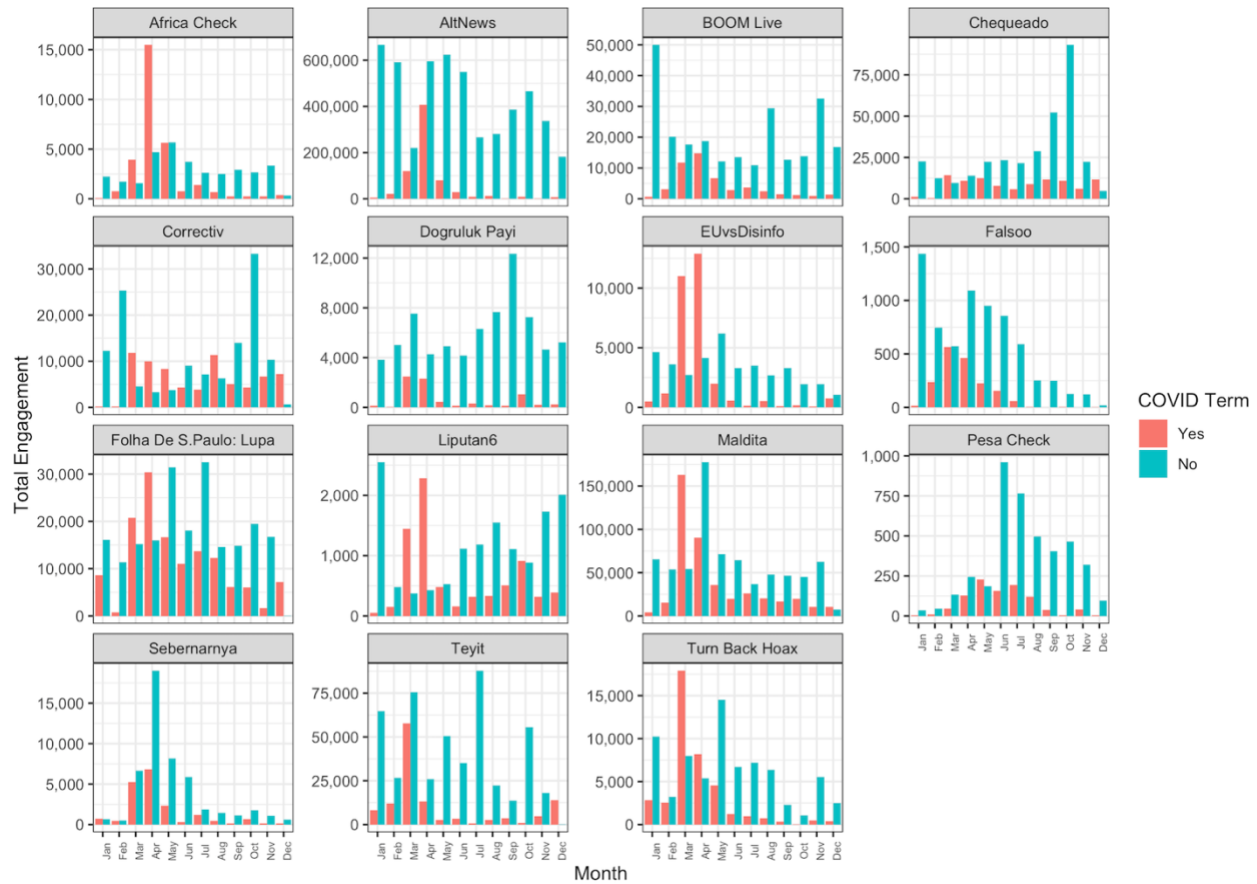 Africa Check
AltNews
BOOM Live
Chequeado
15,000
10,000
5,000
0
600,000
400,000
200,000
0
50,000
40,000
30,000
20,000
10,000
0
75,000
50,000
25,000
0
Correctiv
Dogruluk Payi
EUvsDisinfo
Falsoo
30,000
20,000
10,000
0
12,000
8,000
4,000
0
10,000
5,000
0
1,500
1,000
500
0
Total Engagement
Folha De S.Paulo: Lupa
Liputan6
Maldita
Pesa Check
30,000
20,000
10,000
0
2,000
1,000
0
150,000
100,000
50,000
0
1,000
750
500
250
0
Jan Feb Mar Apr May Jun Jul Aug Sep Oct Nov Dec
Sebernarnya
Teyit
Turn Back Hoax
15,000
10,000
5,000
0
75,000
50,000
25,000
0
15,000
10,000
5,000
0
Jan Feb Mar Apr May Jun Jul Aug Sep Oct Nov Dec
Jan Feb Mar Apr May Jun Jul Aug Sep Oct Nov Dec
Jan Feb Mar Apr May Jun Jul Aug Sep Oct Nov Dec
Month
COVID Term
Yes
No